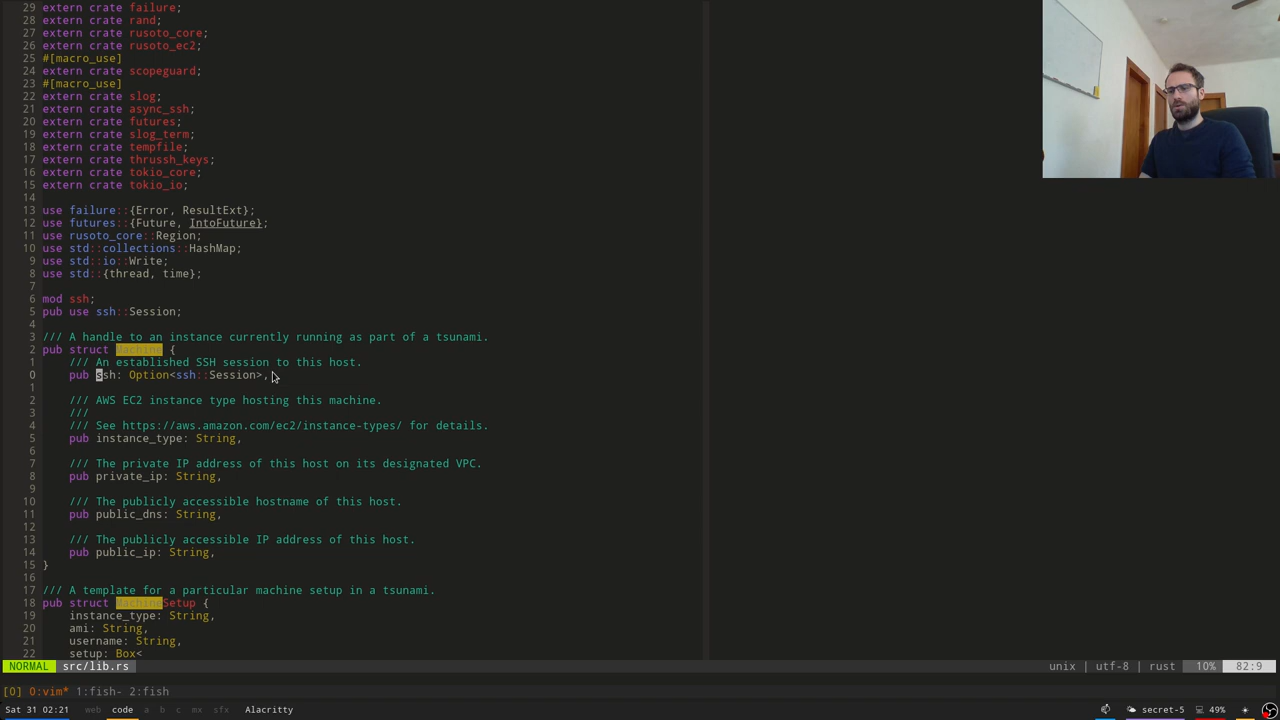 29 extern crate failure;
28 extern crate rand;
27 extern crate rusoto_core;
26 extern crate rusoto_ec2;
25 #[macro_use]
24 extern crate scopeguard;
23 #[macro_use]
22 extern crate slog;
21 extern crate async_ssh;
20 extern crate futures;
19 extern crate slog_term;
18 extern crate tempfile;
17 extern crate thrussh_keys;
16 extern crate tokio_core;
15 extern crate tokio_io;
14
13 use failure::{Error, ResultExt};
12 use futures::{Future, IntoFuture};
11 use rusoto_core::Region;
10 use std::collections::HashMap;
9 use std::io::Write;
8 use std::{thread, time};
7
6 mod ssh;
5 pub use ssh::Session;
4
3 /// A handle to an instance currently running as part of a tsunami.
2 pub struct Machine {
1 /// An established SSH session to this host.
0 pub ssh: Option<ssh::Session>,
1
2 /// AWS EC2 instance type hosting this machine.
3 ///
4 /// See https://aws.amazon.com/ec2/instance-types/ for details.
5 pub instance_type: String,
6
7 /// The private IP address of this host on its designated VPC.
8 pub private_ip: String,
9
10 /// The publicly accessible hostname of this host.
11 pub public_dns: String,
12
13 /// The publicly accessible IP address of this host.
14 pub public_ip: String,
15 }
16
17 /// A template for a particular machine setup in a tsunami.
18 pub struct MachineSetup {
19 instance_type: String,
20 ami: String,
21 username: String,
22 setup: Box<
NORMAL src/lib.rs unix | utf-8 | rust 10% 82:9
[0] 0:vim* 1:fish- 2:fish
Sat 31 02:21 web code a b c mx sfx Alacritty secret-5 49%